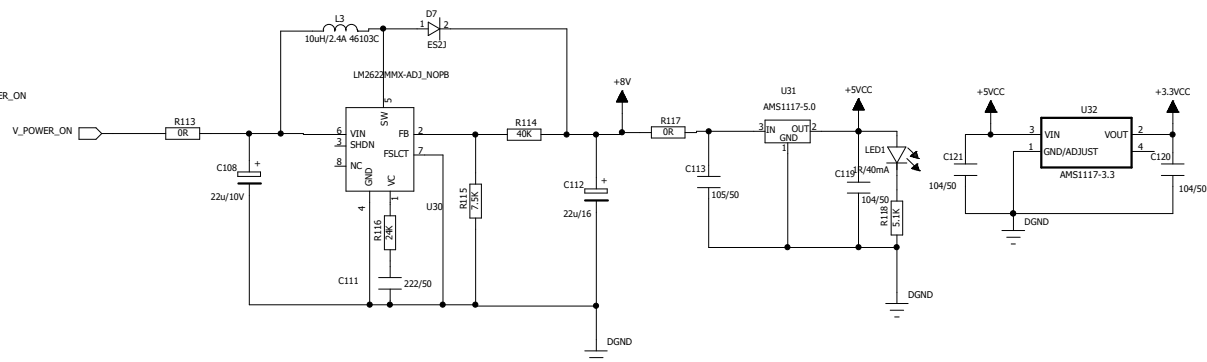 L3
10uH/2.4A 46103C
D7
1 2
ES2J
LM2622MMX-ADJ_NOPB
ER_ON
V_POWER_ON
R113
0R
5
SW
6 VIN
3 SHDN
8 NC
FB 2
FSLCT 7
GND
VC
4
1
U30
C108
+
22u/10V
R116
24K
C111
222/50
R115
7.5K
R114
40K
C112
+
22u/16
DGND
+8V
R117
0R
C113
105/50
U31
AMS1117-5.0
3 IN OUT 2
GND
1
+5VCC
LED1
1R/40mA
C119
104/50
R118
5.1K
DGND
+5VCC
U32
+3.3VCC
3 VIN VOUT 2
1 GND/ADJUST 4
AMS1117-3.3
C121
104/50
C120
104/50
DGND